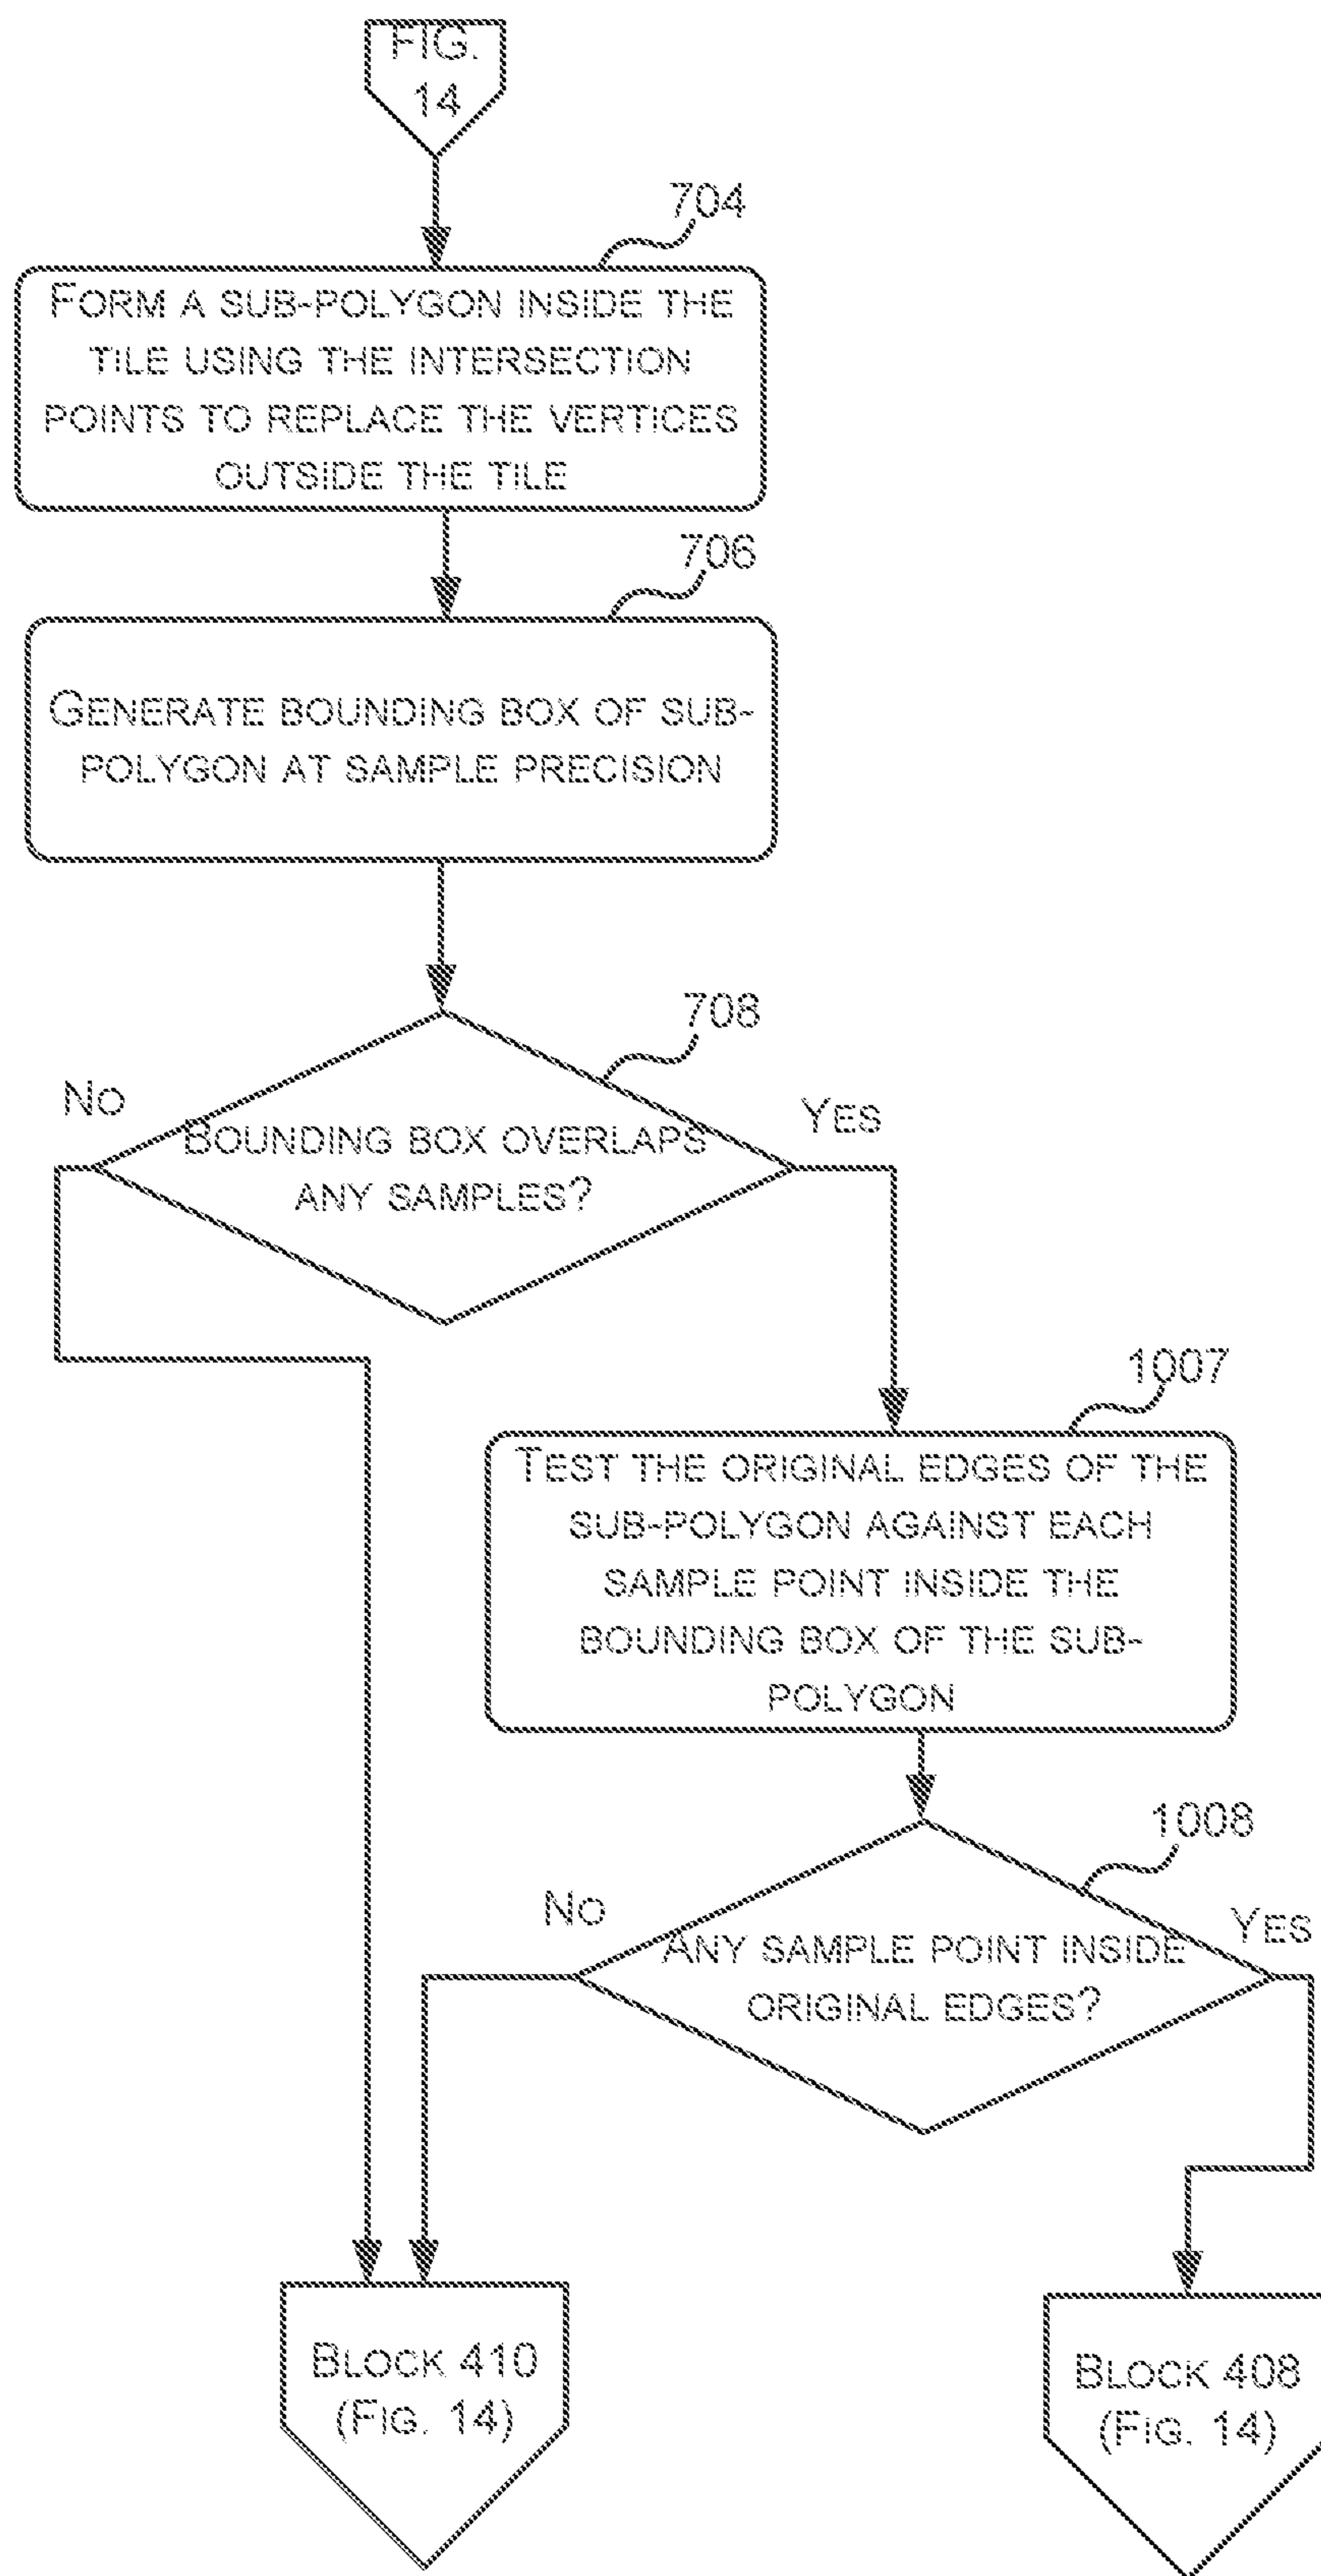 FIG.
14
704
FORM A SUB-POLYGON INSIDE THE
TILE USING THE INTERSECTION
POINTS TO REPLACE THE VERTICES
OUTSIDE THE TILE
706
GENERATE BOUNDING BOX OF SUB-
POLYGON AT SAMPLE PRECISION
708
NO
YES
BOUNDING BOX OVERLAPS
ANY SAMPLES?
1007
TEST THE ORIGINAL EDGES OF THE
SUB-POLYGON AGAINST EACH
SAMPLE POINT INSIDE THE
BOUNDING BOX OF THE SUB-
POLYGON
1008
NO
YES
ANY SAMPLE POINT INSIDE
ORIGINAL EDGES?
BLOCK 410
(FIG. 14)
BLOCK 408
(FIG. 14)